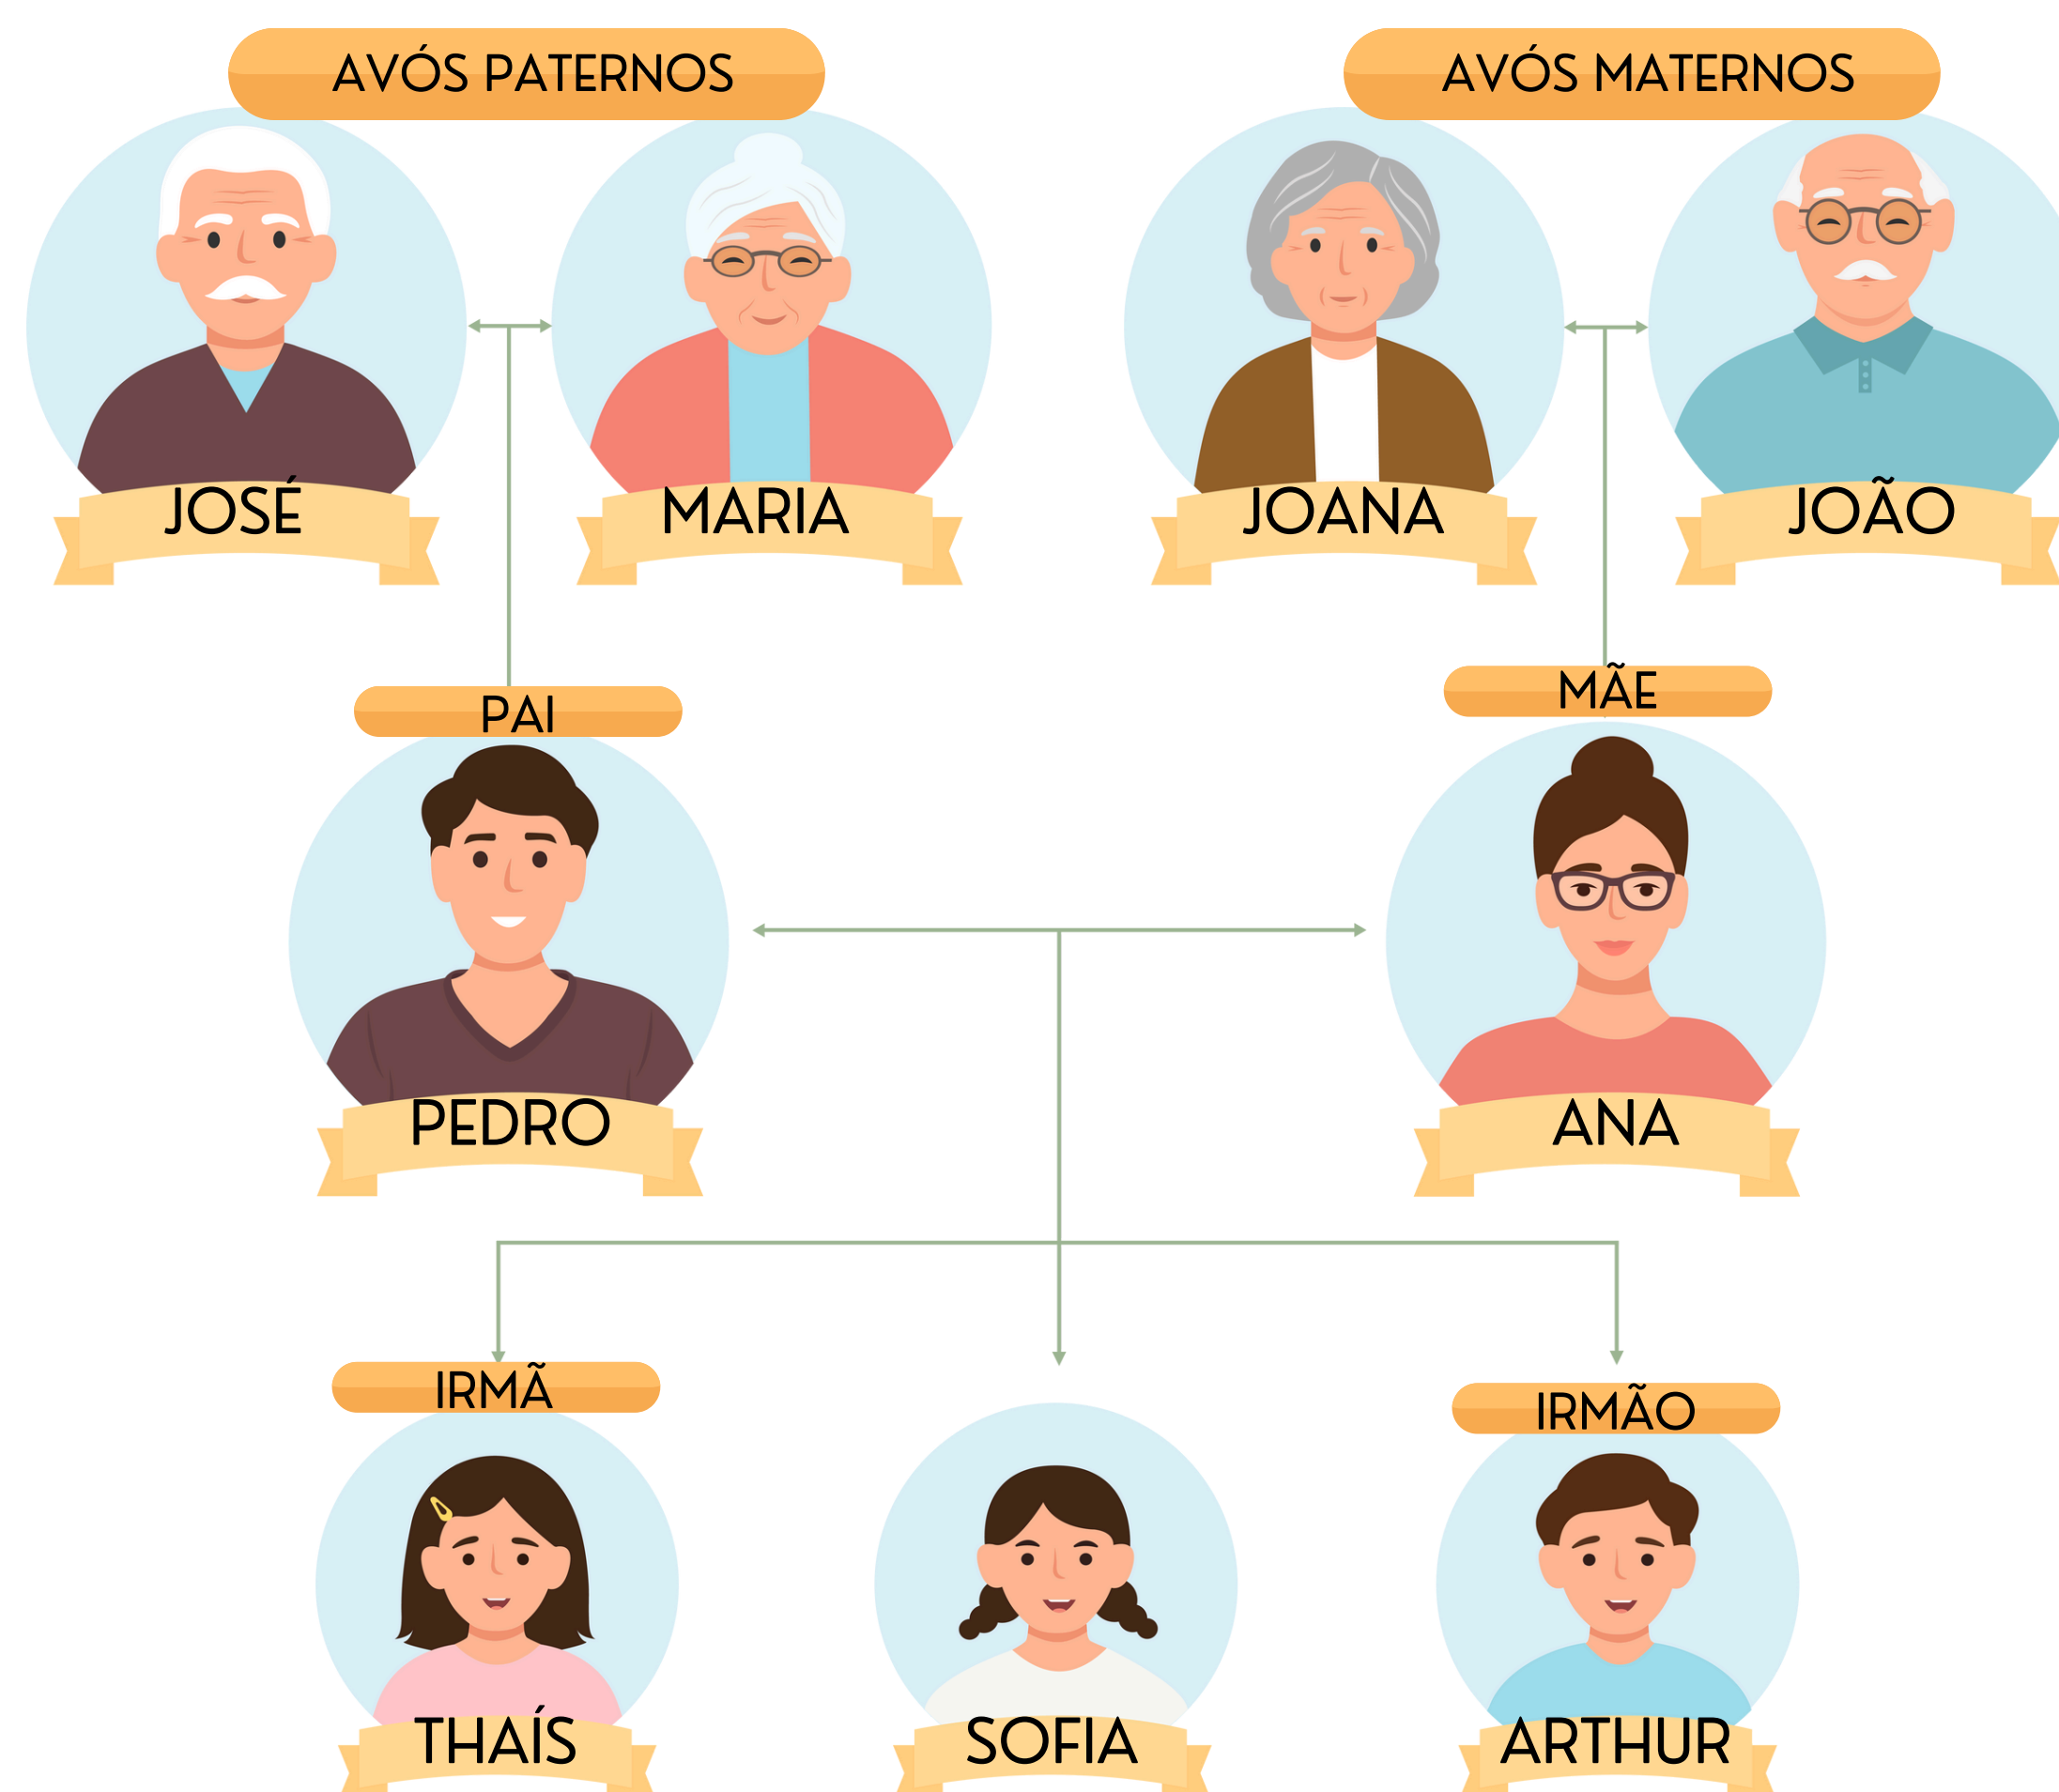 AVÓS PATERNOS
AVÓS MATERNOS
JOSÉ
MARIA
JOANA
JOÃO
PAI
MÃE
PEDRO
ANA
IRMÃ
IRMÃO
THAÍS
SOFIA
ARTHUR